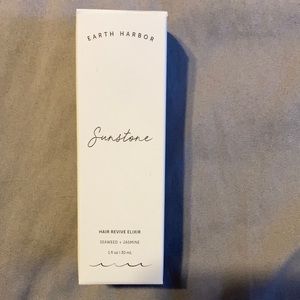 EARTH HARBOR
Sunstone
HAIR REVIVE ELIXIR
SEAWEED + JASMINE
1 fl oz | 30 mL